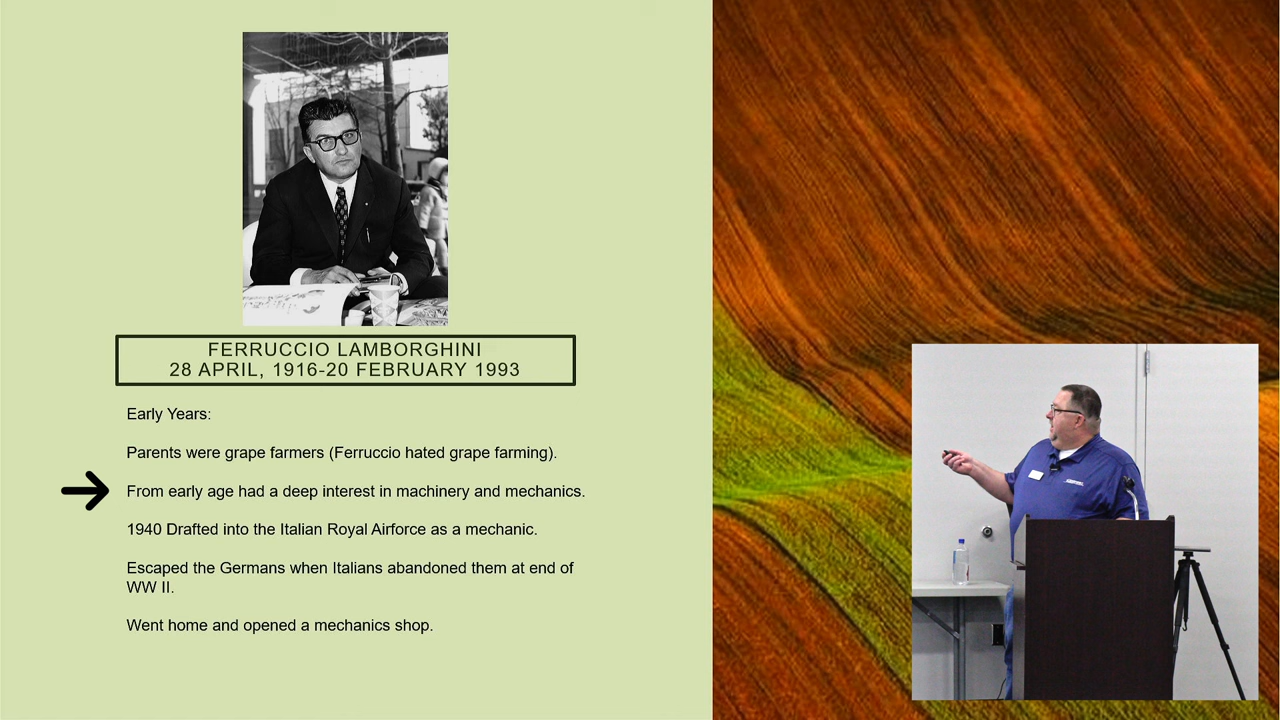 FERRUCCIO LAMBORGHINI
28 APRIL, 1916-20 FEBRUARY 1993
Early Years:
Parents were grape farmers (Ferruccio hated grape farming).
From early age had a deep interest in machinery and mechanics.
1940 Drafted into the Italian Royal Airforce as a mechanic.
Escaped the Germans when Italians abandoned them at end of
WW II.
Went home and opened a mechanics shop.